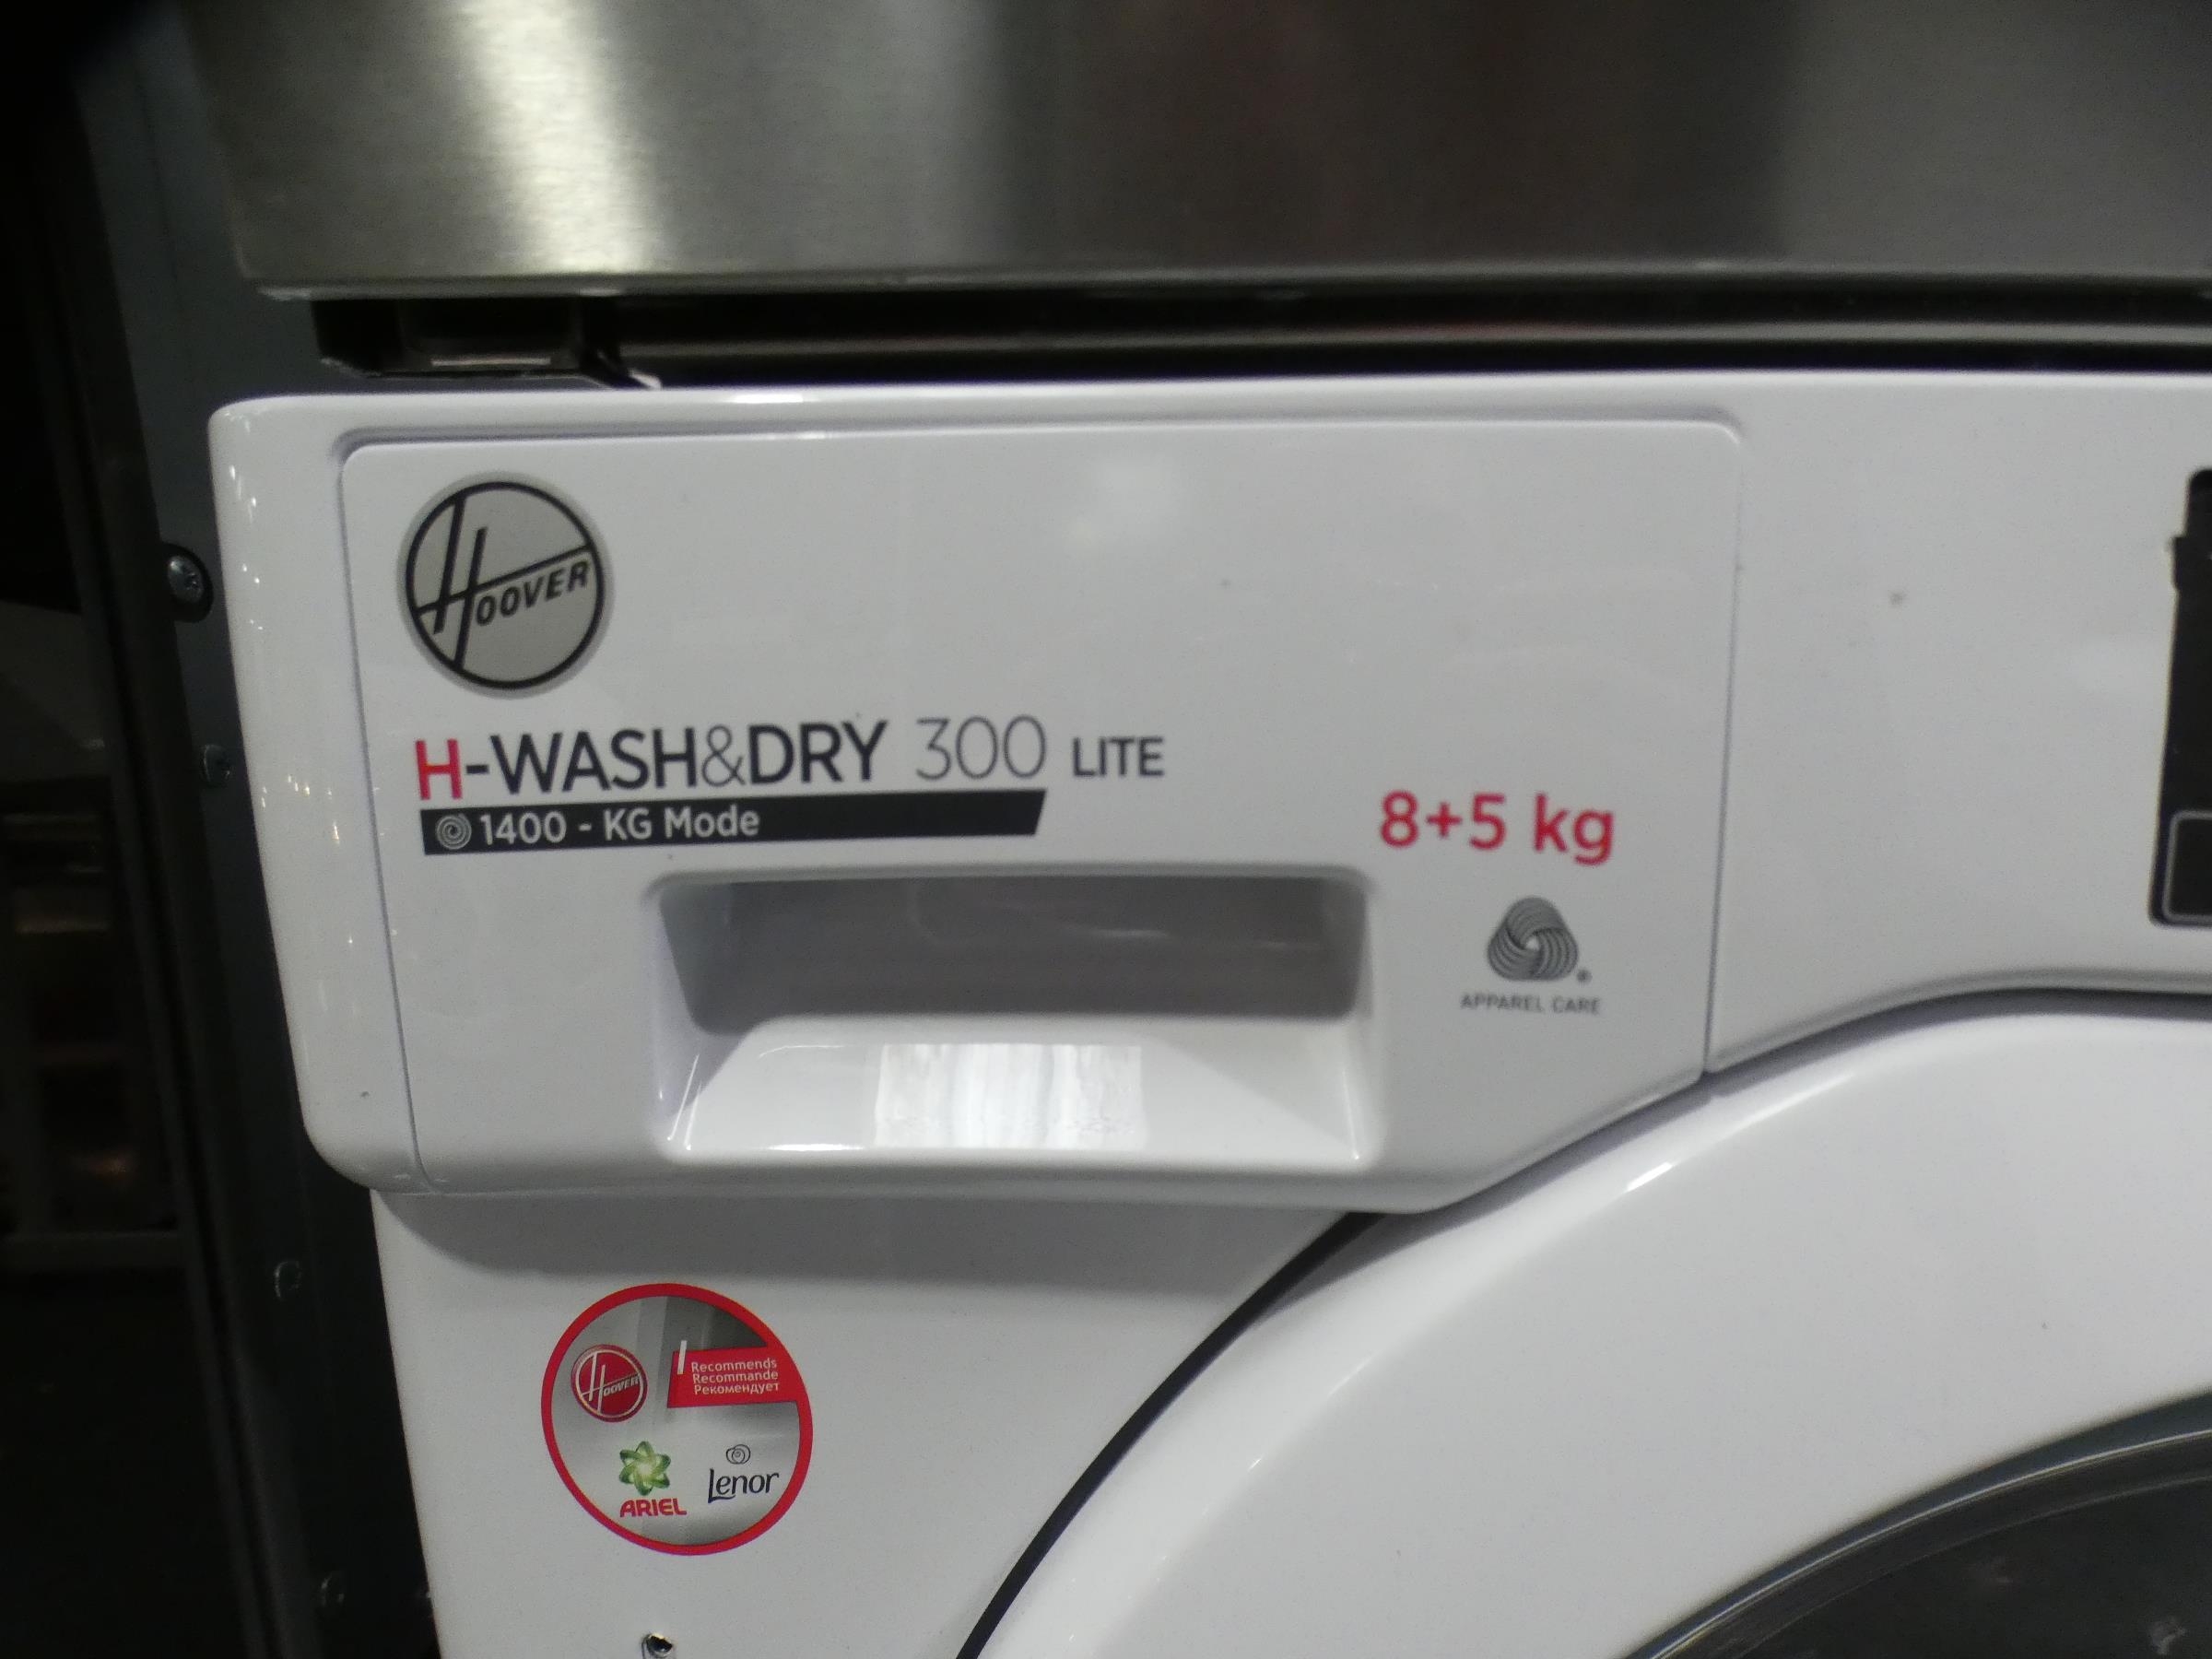 HOOVER
H-WASH&DRY 300 LITE
1400 - KG Mode
8+5 kg
APPAREL CARE
HOOVER
Recommends
Recommande
Рекомендует
ARIEL
Lenor